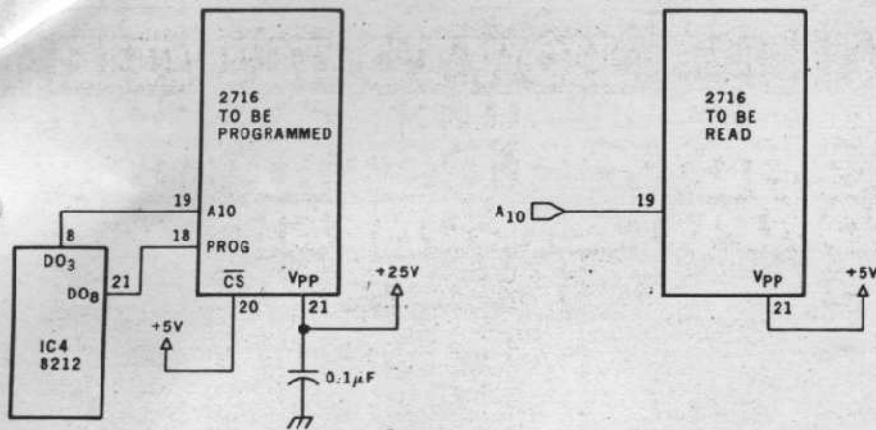 2716
TO BE
PROGRAMMED
19
A10
18
PROG
8
DO3
21
DO8
CS
VPP
20
21
+5V
+25V
IC4
8212
0.1µF
2716
TO BE
READ
A10
19
VPP
21
+5V